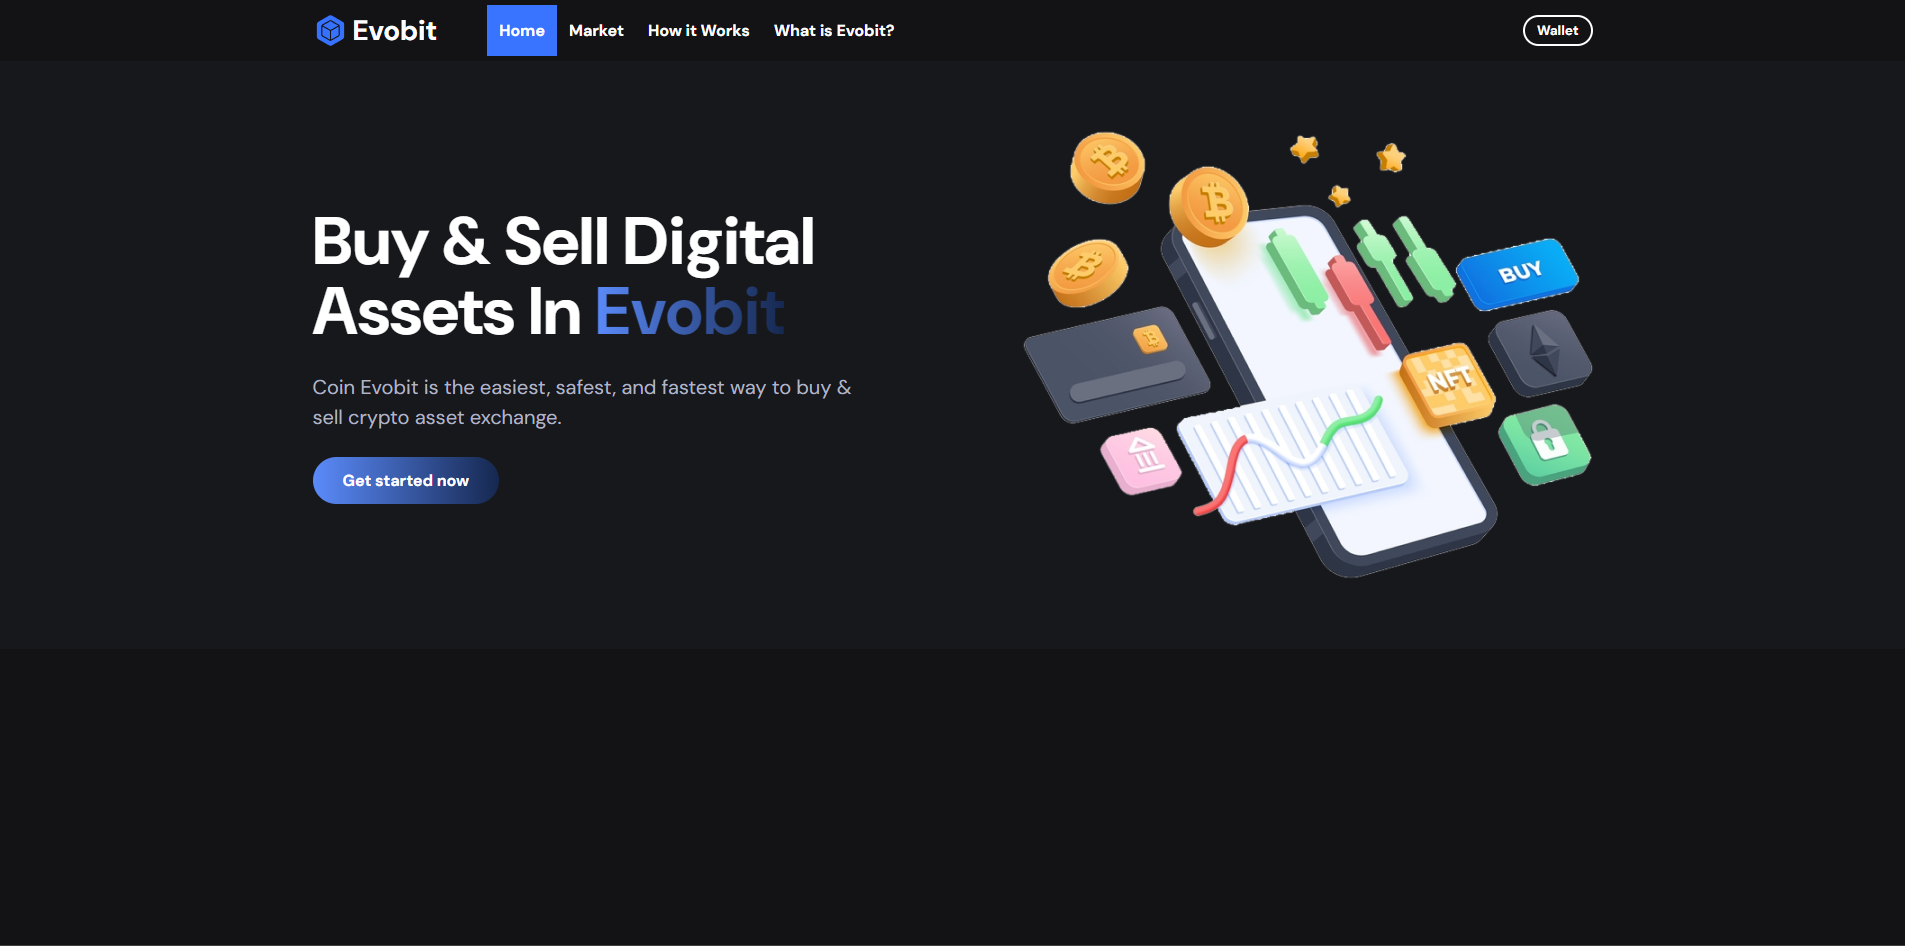 Evobit
Home
Market
How it Works
What is Evobit?
Wallet
Buy & Sell Digital
Assets In Evobit
Coin Evobit is the easiest, safest, and fastest way to buy &
sell crypto asset exchange.
Get started now
BUY
NFT